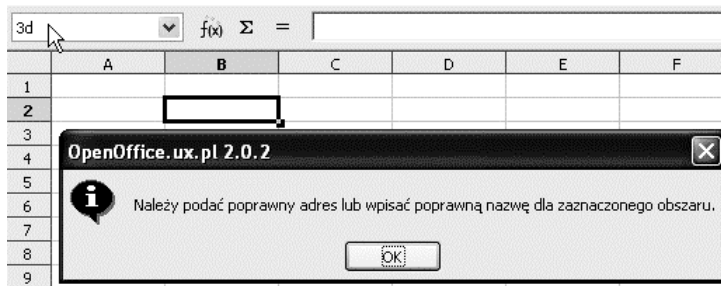 3d f(x) Σ =
A B C D E F
1
2
3
OpenOffice.ux.pl 2.0.2
4
5
Należy podać poprawny adres lub wpisać poprawną nazwę dla zaznaczonego obszaru.
6
7
OK
8
9